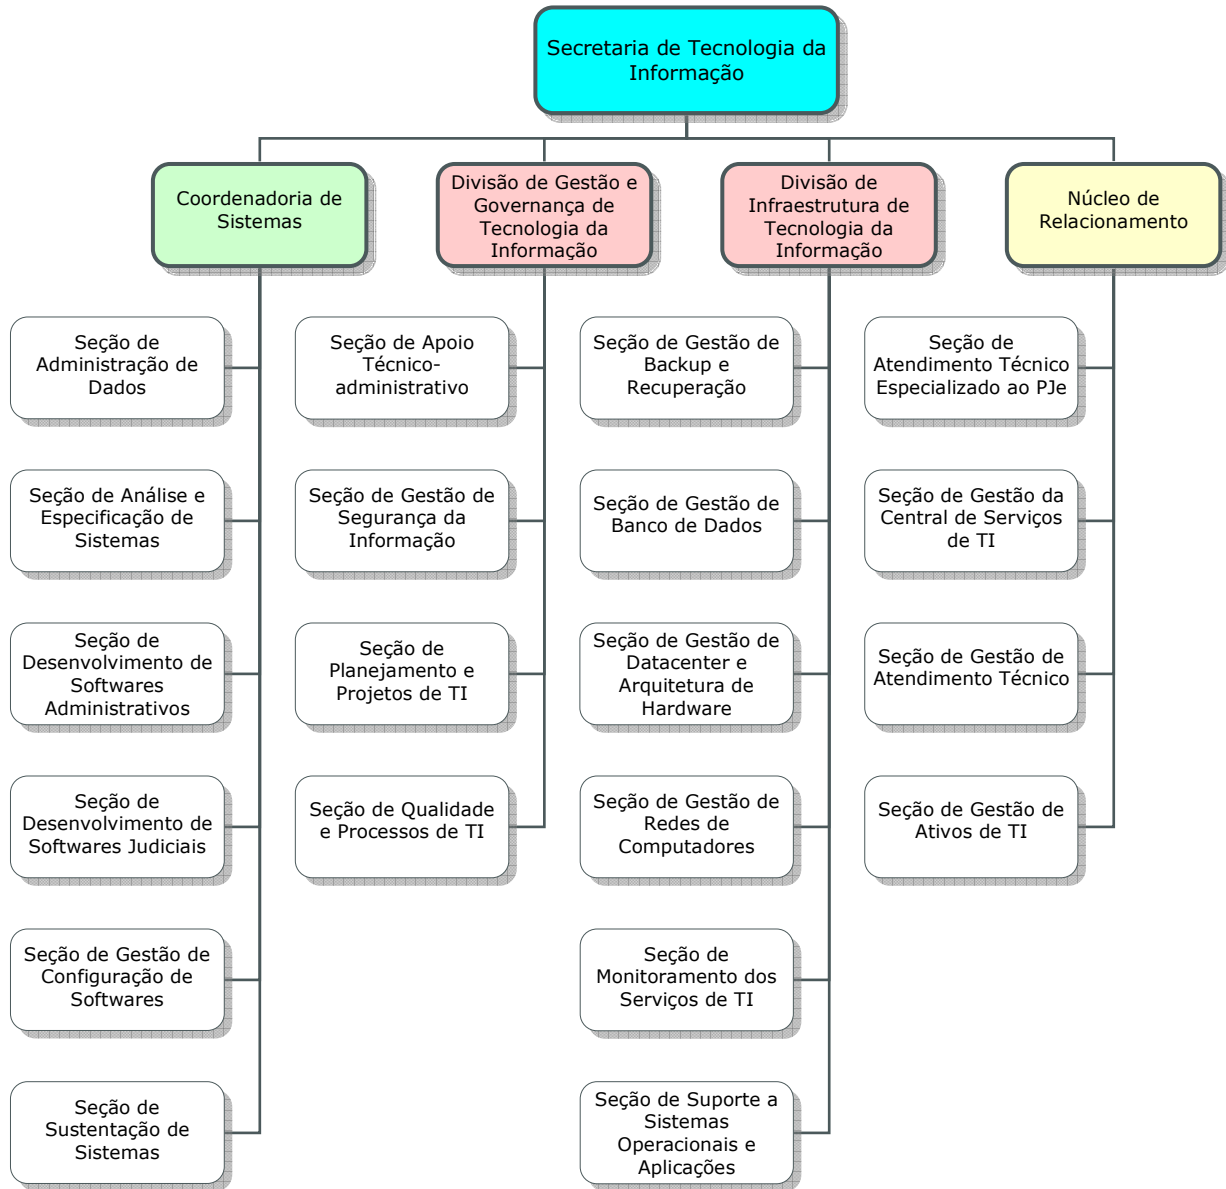 Secretaria de Tecnologia da
Informação
Coordenadoria de
Sistemas
Divisão de Gestão e
Governança de
Tecnologia da
Informação
Divisão de
Infraestrutura de
Tecnologia da
Informação
Núcleo de
Relacionamento
Seção de
Administração de
Dados
Seção de Apoio
Técnico-
administrativo
Seção de Gestão de
Backup e
Recuperação
Seção de
Atendimento Técnico
Especializado ao PJe
Seção de Análise e
Especificação de
Sistemas
Seção de Gestão de
Segurança da
Informação
Seção de Gestão de
Banco de Dados
Seção de Gestão da
Central de Serviços
de TI
Seção de
Desenvolvimento de
Softwares
Administrativos
Seção de
Planejamento e
Projetos de TI
Seção de Gestão de
Datacenter e
Arquitetura de
Hardware
Seção de Gestão de
Atendimento Técnico
Seção de
Desenvolvimento de
Softwares Judiciais
Seção de Qualidade
e Processos de TI
Seção de Gestão de
Redes de
Computadores
Seção de Gestão de
Ativos de TI
Seção de Gestão de
Configuração de
Softwares
Seção de
Monitoramento dos
Serviços de TI
Seção de
Sustentação de
Sistemas
Seção de Suporte a
Sistemas
Operacionais e
Aplicações